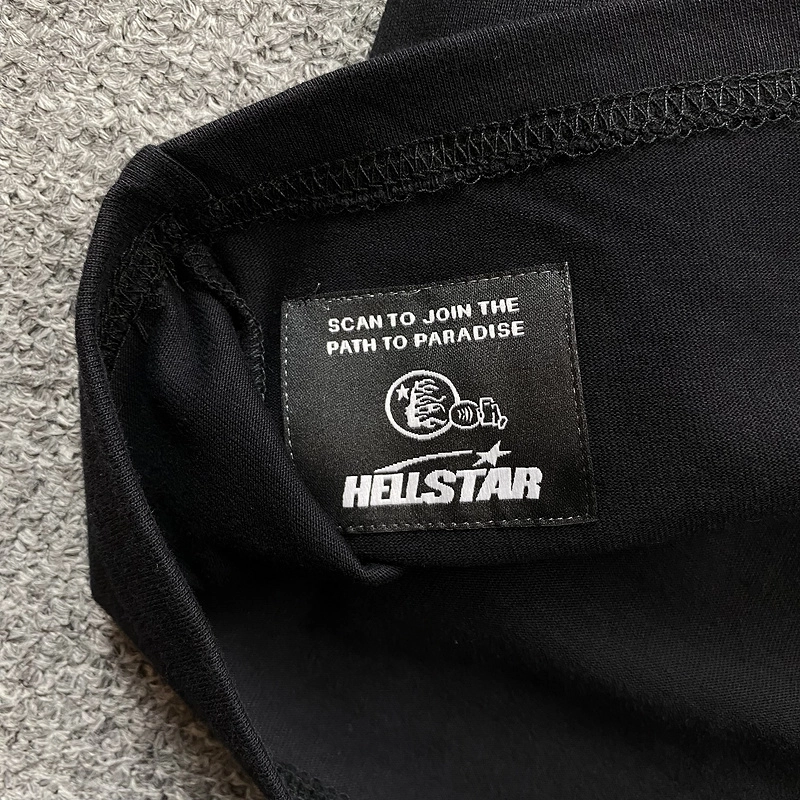 SCAN TO JOIN THE
PATH TO PARADISE
HELLSTAR